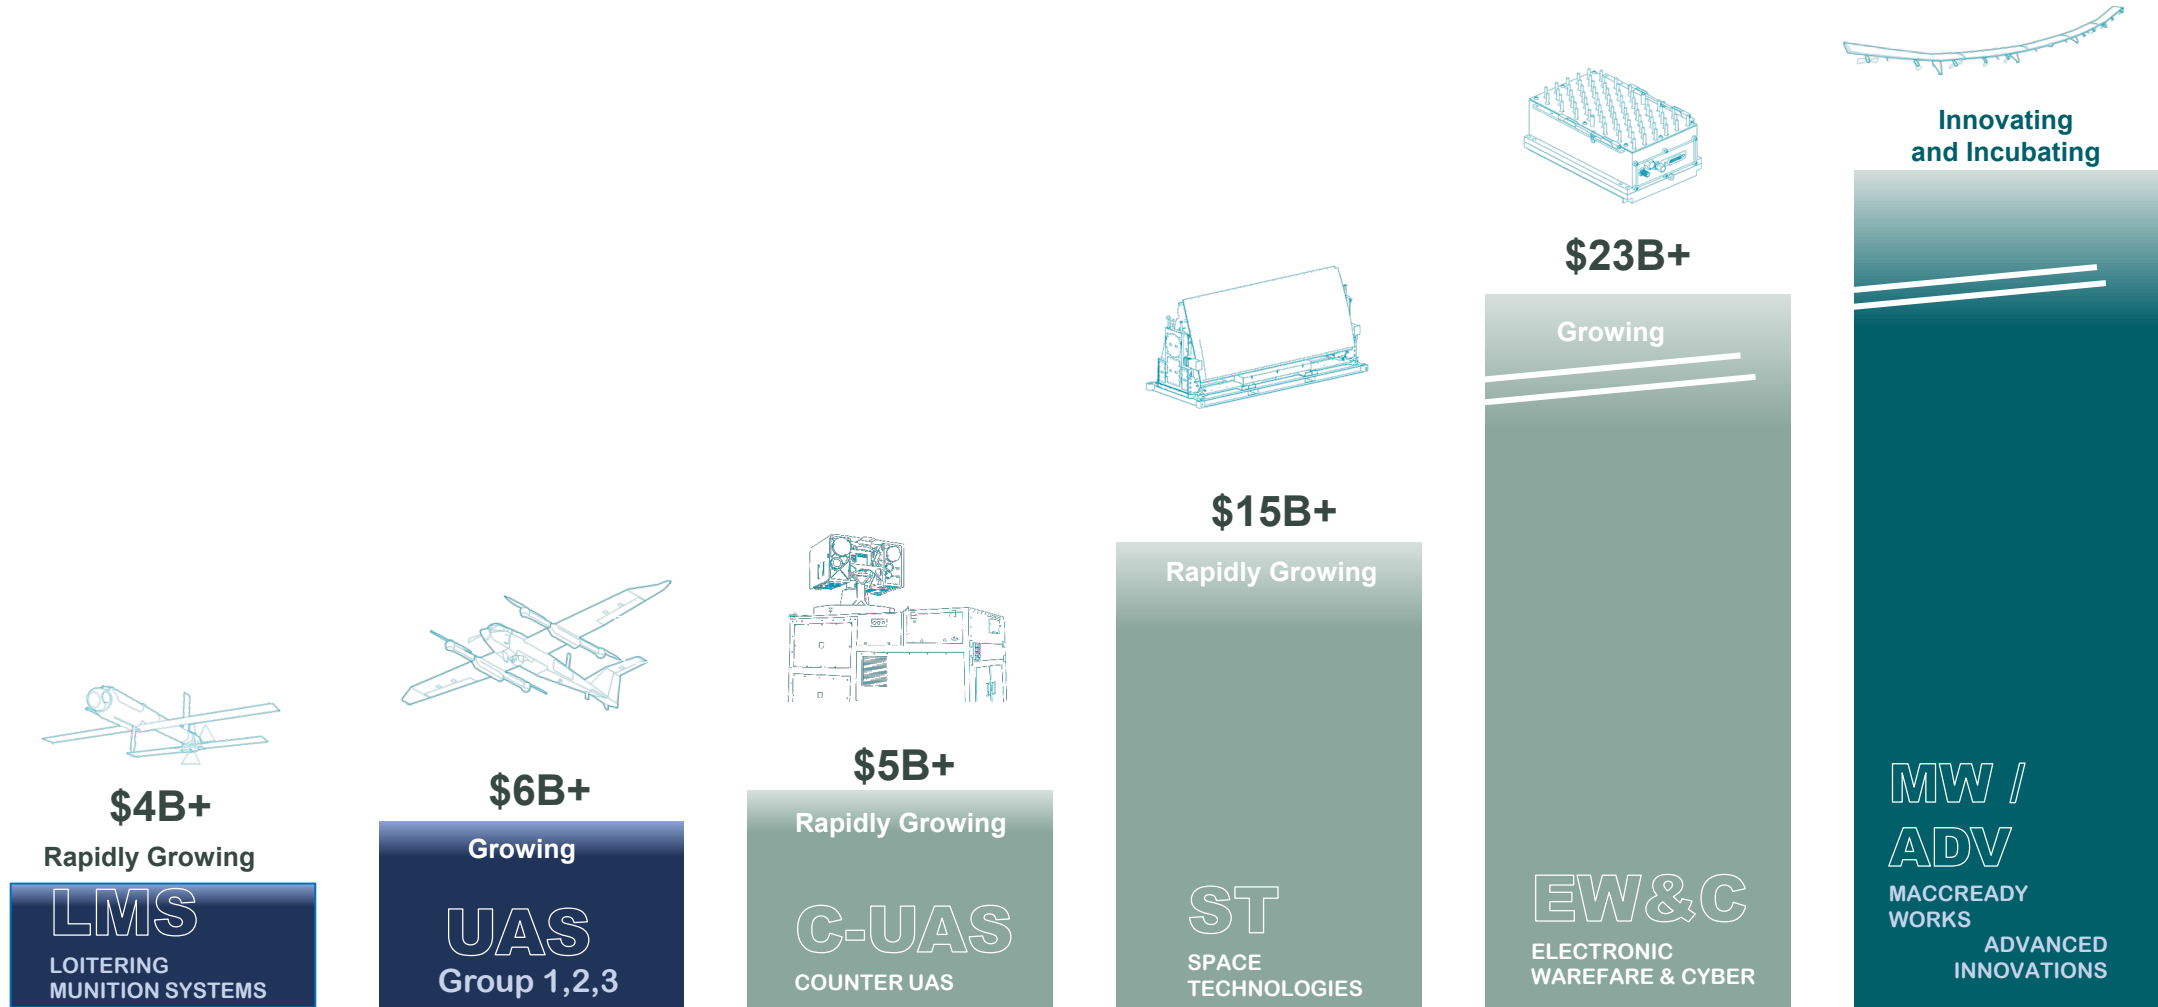 $4B+
Rapidly Growing
LMS
LOITERING
MUNITION SYSTEMS
$6B+
Growing
UAS
Group 1,2,3
$5B+
Rapidly Growing
C-UAS
COUNTER UAS
$15B+
Rapidly Growing
ST
SPACE
TECHNOLOGIES
$23B+
Growing
EW&C
ELECTRONIC
WAREFARE & CYBER
Innovating
and Incubating
MW /
ADV
MACCREADY
WORKS
ADVANCED
INNOVATIONS